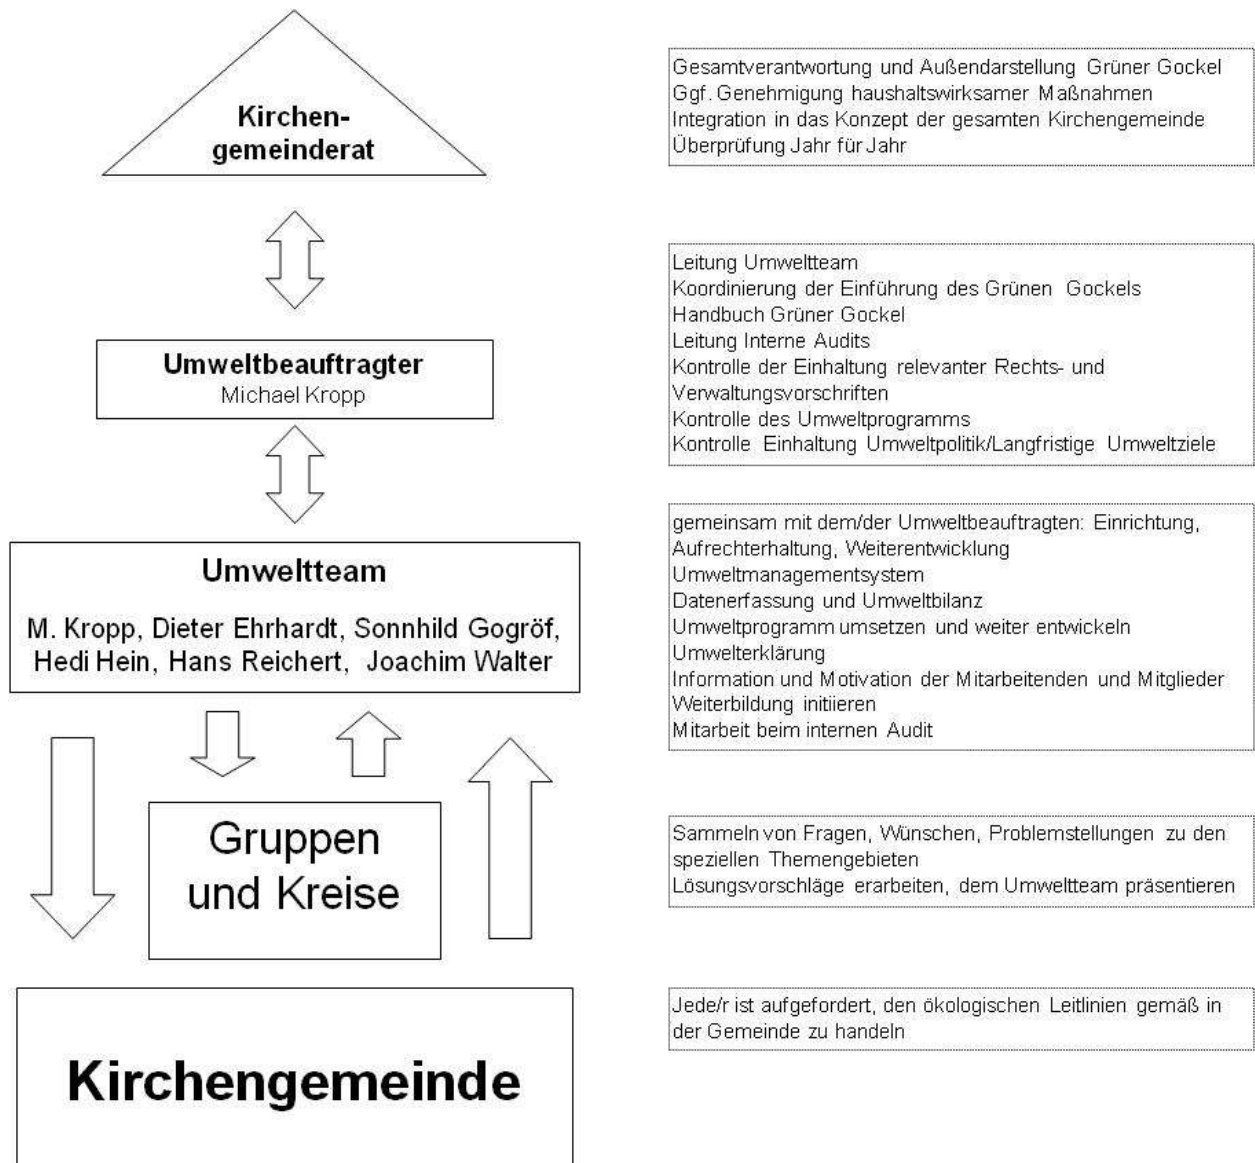 Kirchen-
gemeinderat
Gesamtverantwortung und Außendarstellung Grüner Gockel
Ggf. Genehmigung haushaltswirksamer Maßnahmen
Integration in das Konzept der gesamten Kirchengemeinde
Überprüfung Jahr für Jahr
Umweltbeauftragter
Michael Kropp
Leitung Umweltteam
Koordinierung der Einführung des Grünen Gockels
Handbuch Grüner Gockel
Leitung Interne Audits
Kontrolle der Einhaltung relevanter Rechts- und
Verwaltungsvorschriften
Kontrolle des Umweltprogramms
Kontrolle Einhaltung Umweltpolitik/Langfristige Umweltziele
Umweltteam
M. Kropp, Dieter Ehrhardt, Sonnhild Gogröf,
Hedi Hein, Hans Reichert, Joachim Walter
gemeinsam mit dem/der Umweltbeauftragten: Einrichtung,
Aufrechterhaltung, Weiterentwicklung
Umweltmanagementsystem
Datenerfassung und Umweltbilanz
Umweltprogramm umsetzen und weiter entwickeln
Umwelterklärung
Information und Motivation der Mitarbeitenden und Mitglieder
Weiterbildung initiieren
Mitarbeit beim internen Audit
Gruppen
und Kreise
Sammeln von Fragen, Wünschen, Problemstellungen zu den
speziellen Themengebieten
Lösungsvorschläge erarbeiten, dem Umweltteam präsentieren
Kirchengemeinde
Jede/r ist aufgefordert, den ökologischen Leitlinien gemäß in
der Gemeinde zu handeln